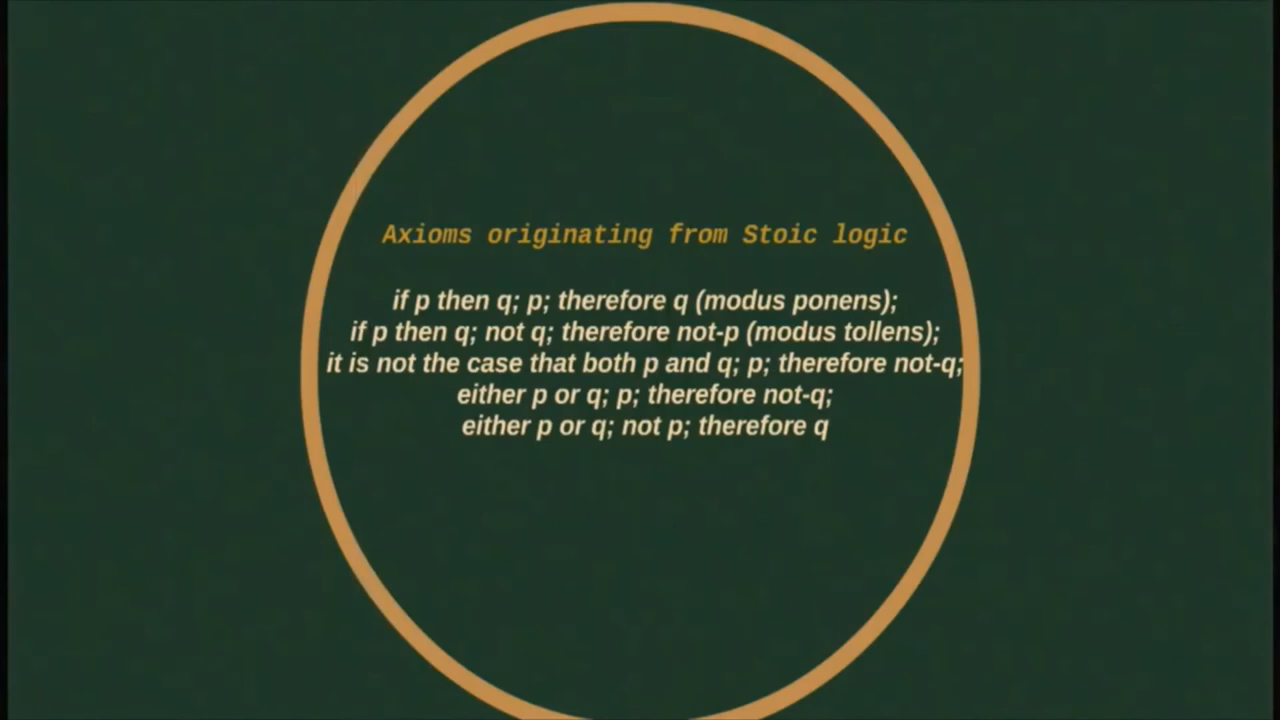 Axioms originating from Stoic logic
if p then q; p; therefore q (modus ponens);
if p then q; not q; therefore not-p (modus tollens);
it is not the case that both p and q; p; therefore not-q;
either p or q; p; therefore not-q;
either p or q; not p; therefore q